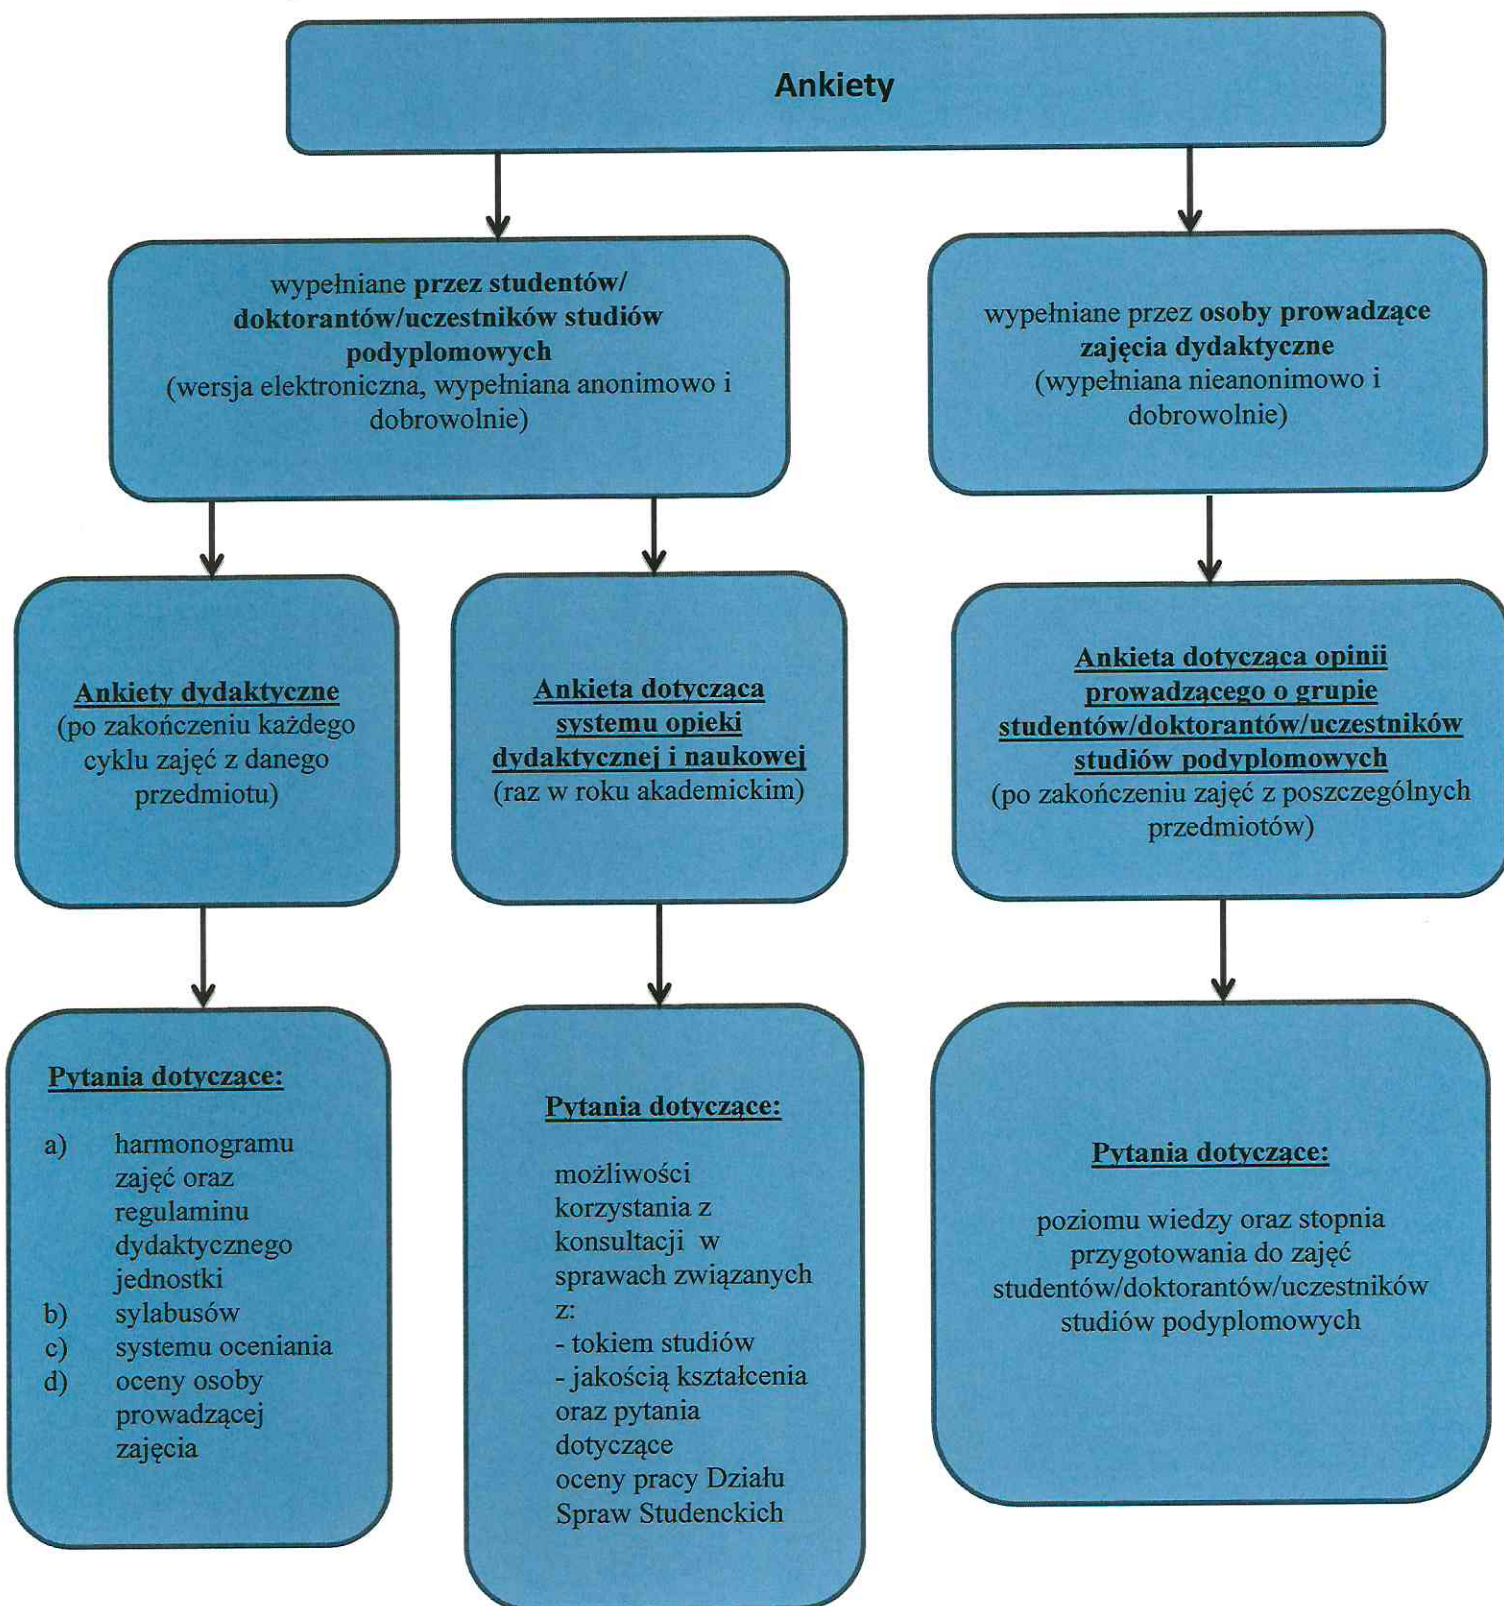 Ankiety
wypełniane przez studentów/
doktorantów/uczestników studiów
podyplomowych
(wersja elektroniczna, wypełniana anonimowo i
dobrowolnie)
wypełniane przez osoby prowadzące
zajęcia dydaktyczne
(wypełniana nieanonimowo i
dobrowolnie)
Ankiety dydaktyczne
(po zakończeniu każdego
cyklu zajęć z danego
przedmiotu)
Ankieta dotycząca
systemu opieki
dydaktycznej i naukowej
(raz w roku akademickim)
Ankieta dotycząca opinii
prowadzącego o grupie
studentów/doktorantów/uczestników
studiów podyplomowych
(po zakończeniu zajęć z poszczególnych
przedmiotów)
Pytania dotyczące:
a) harmonogramu
zajęć oraz
regulaminu
dydaktycznego
jednostki
b) sylabusów
c) systemu oceniania
d) oceny osoby
prowadzącej
zajęcia
Pytania dotyczące:
możliwości
korzystania z
konsultacji w
sprawach związanych
z:
- tokiem studiów
- jakością kształcenia
oraz pytania
dotyczące
oceny pracy Działu
Spraw Studenckich
Pytania dotyczące:
poziomu wiedzy oraz stopnia
przygotowania do zajęć
studentów/doktorantów/uczestników
studiów podyplomowych